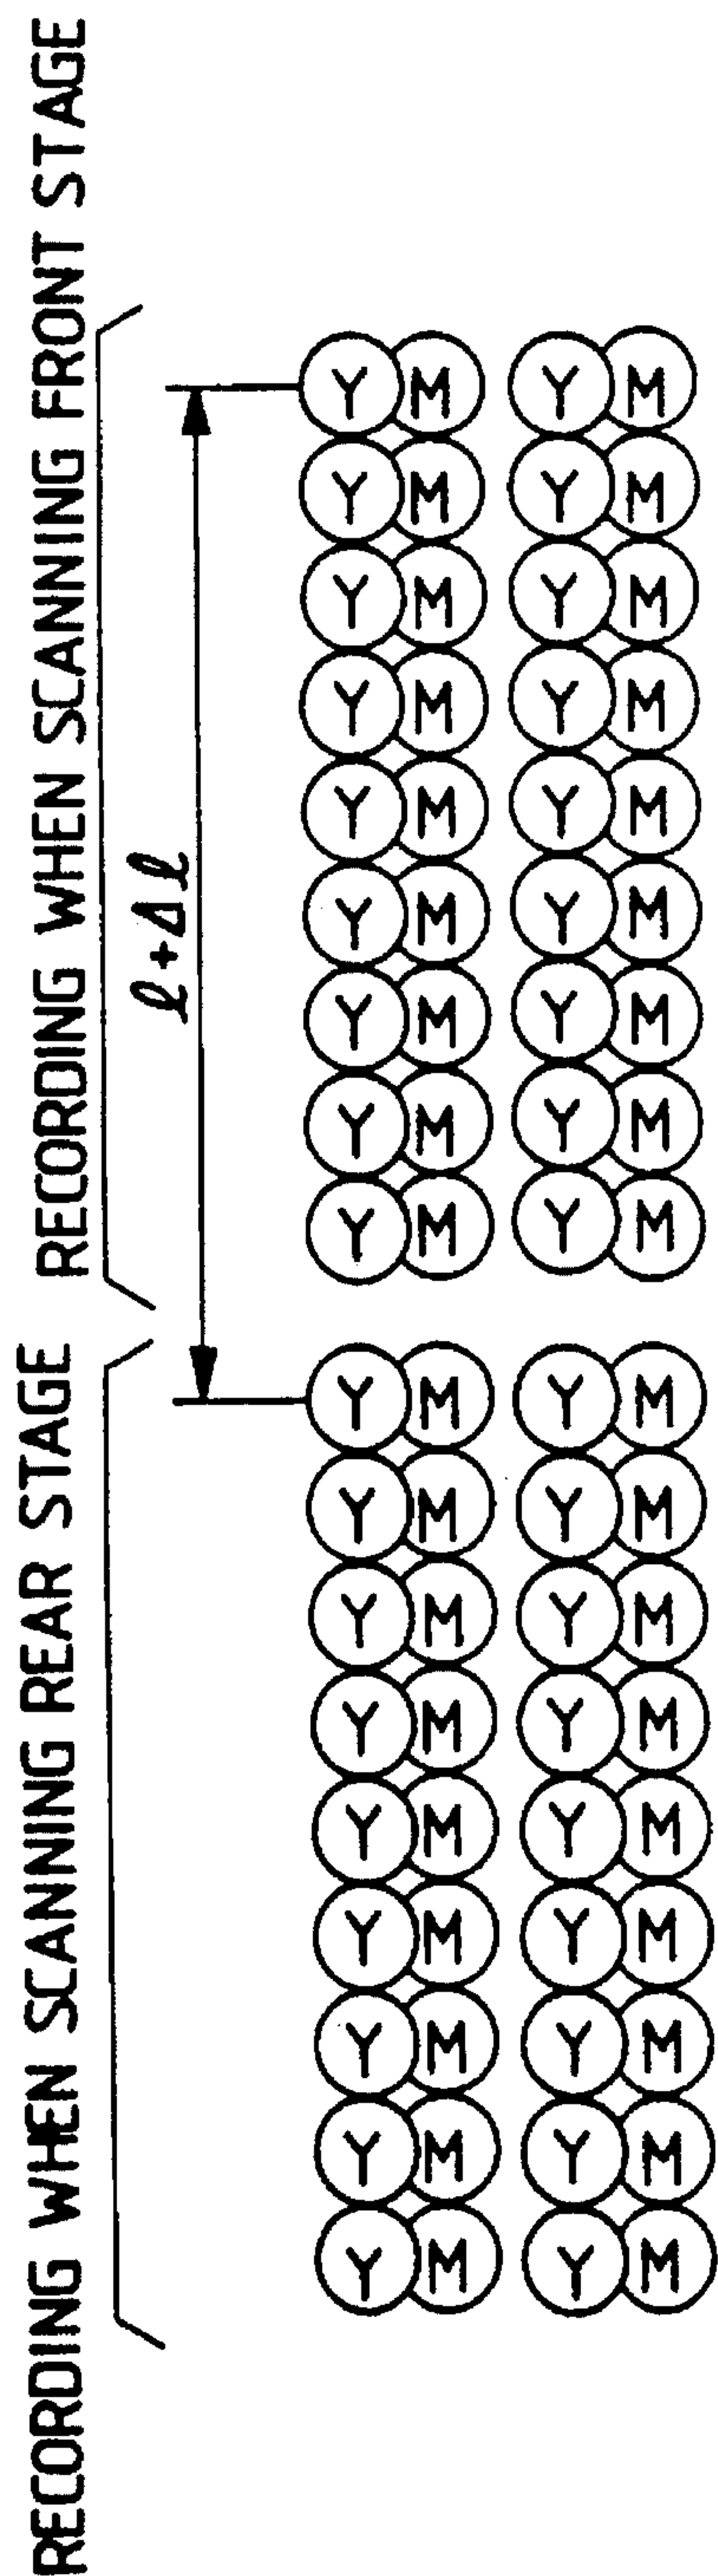 RECORDING WHEN SCANNING REAR STAGE
RECORDING WHEN SCANNING FRONT STAGE
ℓ+Δℓ
Y Y Y Y Y Y Y Y Y Y Y Y Y Y Y Y Y Y
M M M M M M M M M M M M M M M M M M
Y Y Y Y Y Y Y Y Y Y Y Y Y Y Y Y Y Y
M M M M M M M M M M M M M M M M M M